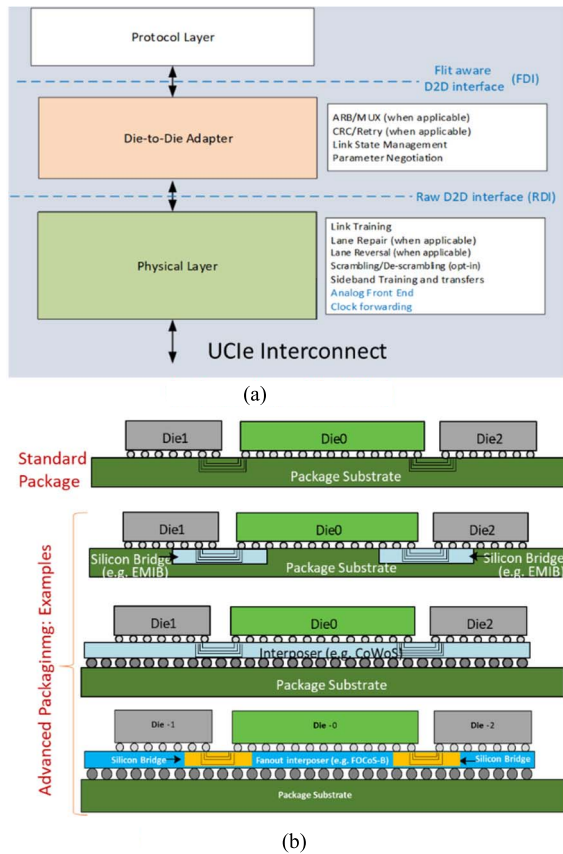 Protocol Layer
Flit aware
D2D interface (FDI)
Die-to-Die Adapter
ARB/MUX (when applicable)
CRC/Retry (when applicable)
Link State Management
Parameter Negotiation
Raw D2D interface (RDI)
Physical Layer
Link Training
Lane Repair (when applicable)
Lane Reversal (when applicable)
Scrambling/De-scrambling (opt-in)
Sideband Training and transfers
Analog Front End
Clock forwarding
UCIe Interconnect
(a)
Standard
Package
Die1
Die0
Die2
Package Substrate
Advanced Packaginmg: Examples
Die1
Die0
Die2
Silicon Bridge
(e.g. EMIB)
Package Substrate
Silicon Bridge
(e.g. EMIB)
Die1
Die0
Die2
Interposer (e.g. CoWoS)
Package Substrate
Die -1
Die -0
Die -2
Silicon Bridge
Fanout interposer (e.g. FOCoS-B)
Silicon Bridge
Package Substrate
(b)